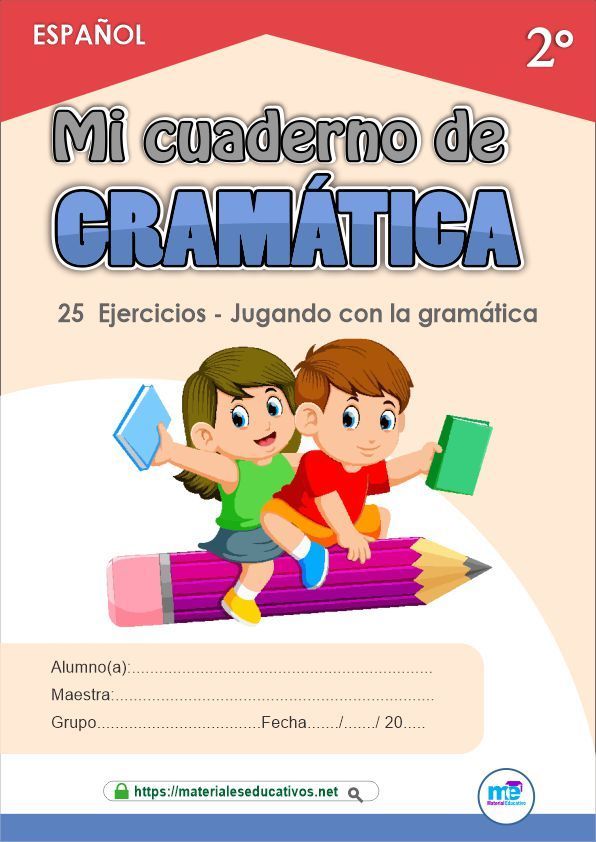 ESPAÑOL
2°
Mi cuaderno de
GRAMÁTICA
25 Ejercicios - Jugando con la gramática
Alumno(a):..................................................................
Maestra:......................................................................
Grupo....................................Fecha......./......./ 20.....
https://materialeseducativos.net
me
Material Educativo